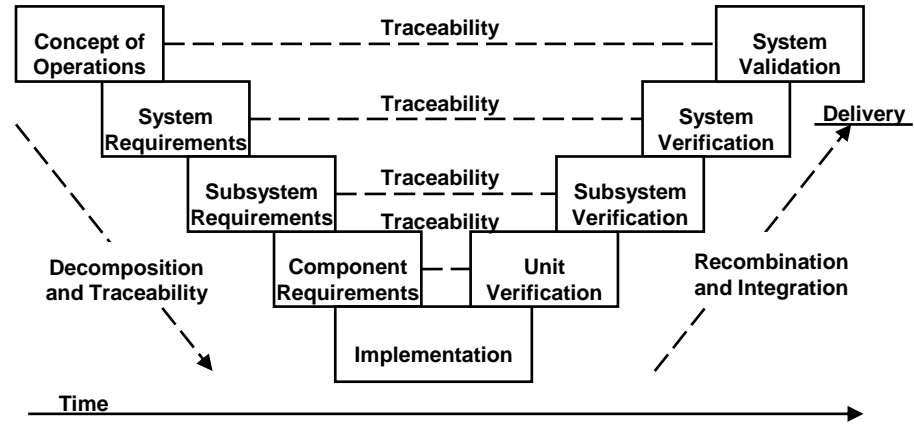 Traceability
Concept of
Operations
System
Validation
Traceability
System
Requirements
System
Verification
Delivery
Traceability
Subsystem
Requirements
Subsystem
Verification
Traceability
Decomposition
and Traceability
Component
Requirements
Unit
Verification
Recombination
and Integration
Implementation
Time